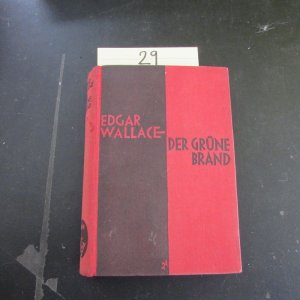 29
EDGAR
WALLACE-
DER GRÜNE
BRAND